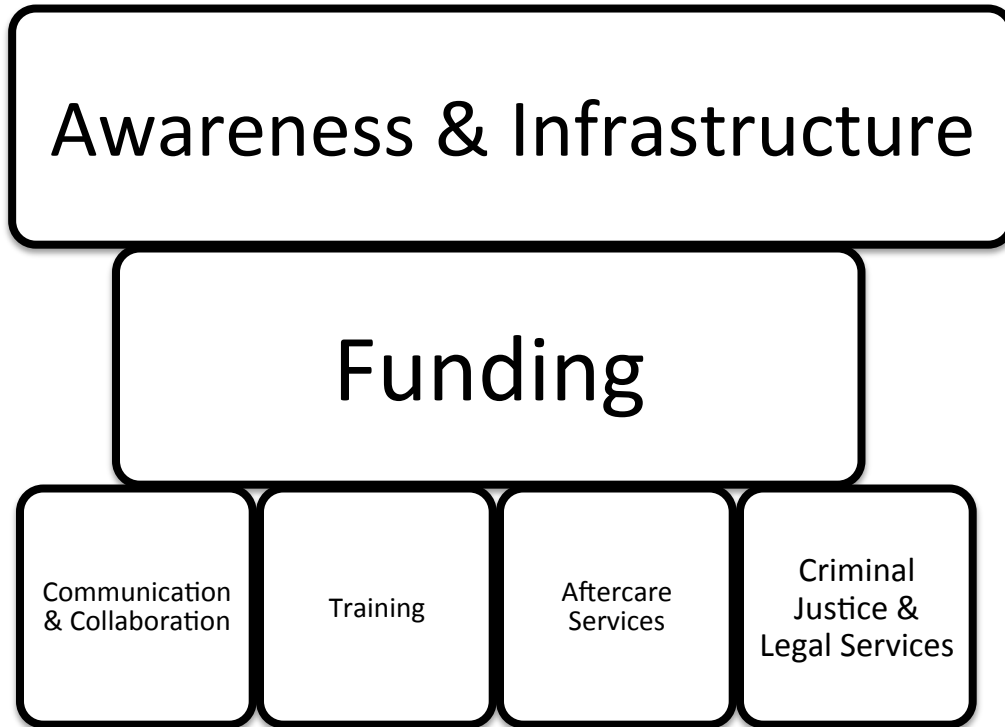 Awareness & Infrastructure
Funding
Communication
& Collaboration
Training
Aftercare
Services
Criminal
Justice &
Legal Services